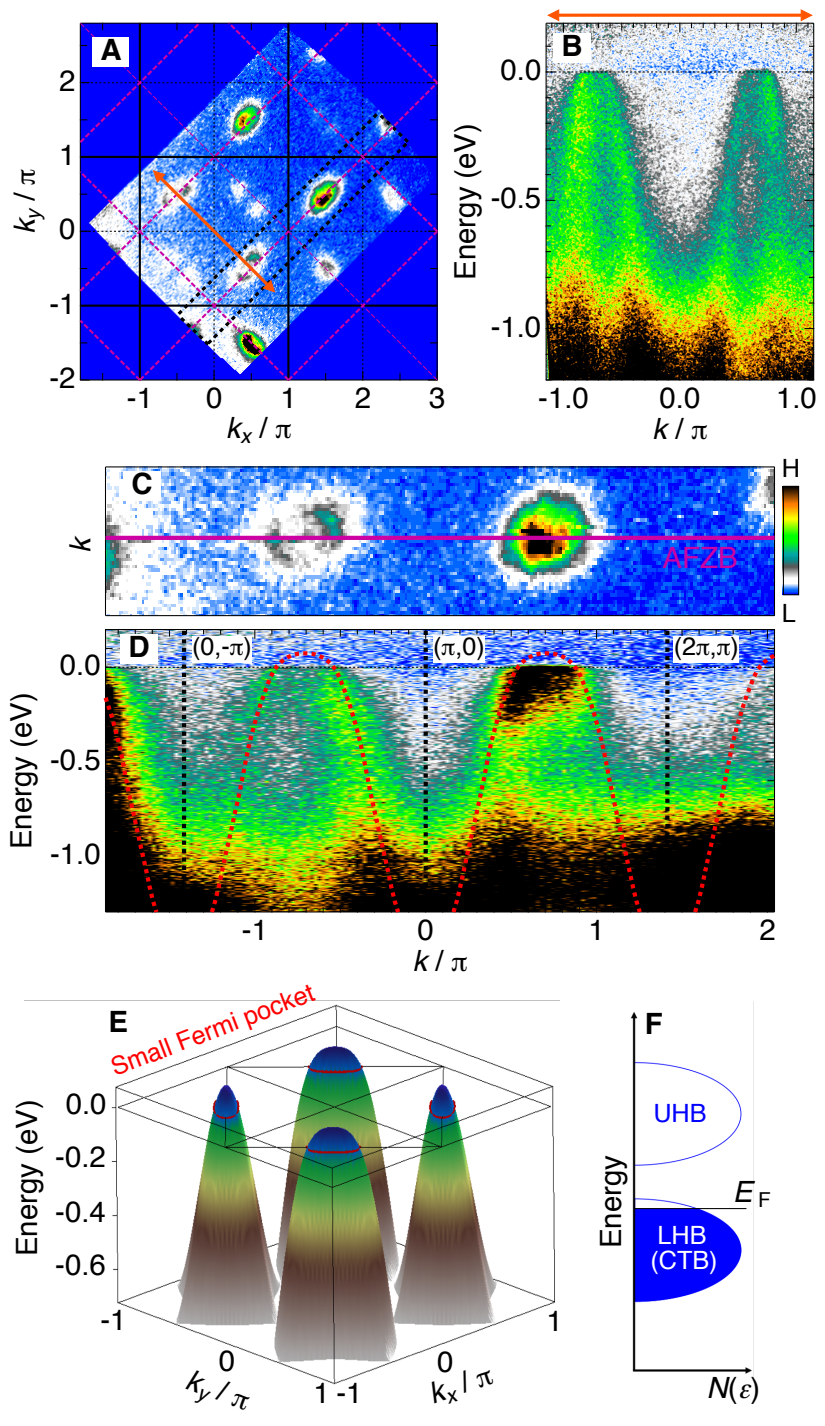 A
k_y / π
2
1
0
-1
-2
-1
0
1
2
3
k_x / π
B
Energy (eV)
0.0
-0.5
-1.0
-1.0
0.0
1.0
k / π
C
k
AFZB
H
L
D
(0,-π)
(π,0)
(2π,π)
Energy (eV)
0.0
-0.5
-1.0
-1
0
1
2
k / π
E
Small Fermi pocket
Energy (eV)
0.0
-0.2
-0.4
-0.6
-1
0
1
k_y / π
-1
0
1
k_x / π
F
UHB
E_F
LHB
(CTB)
Energy
N(ε)